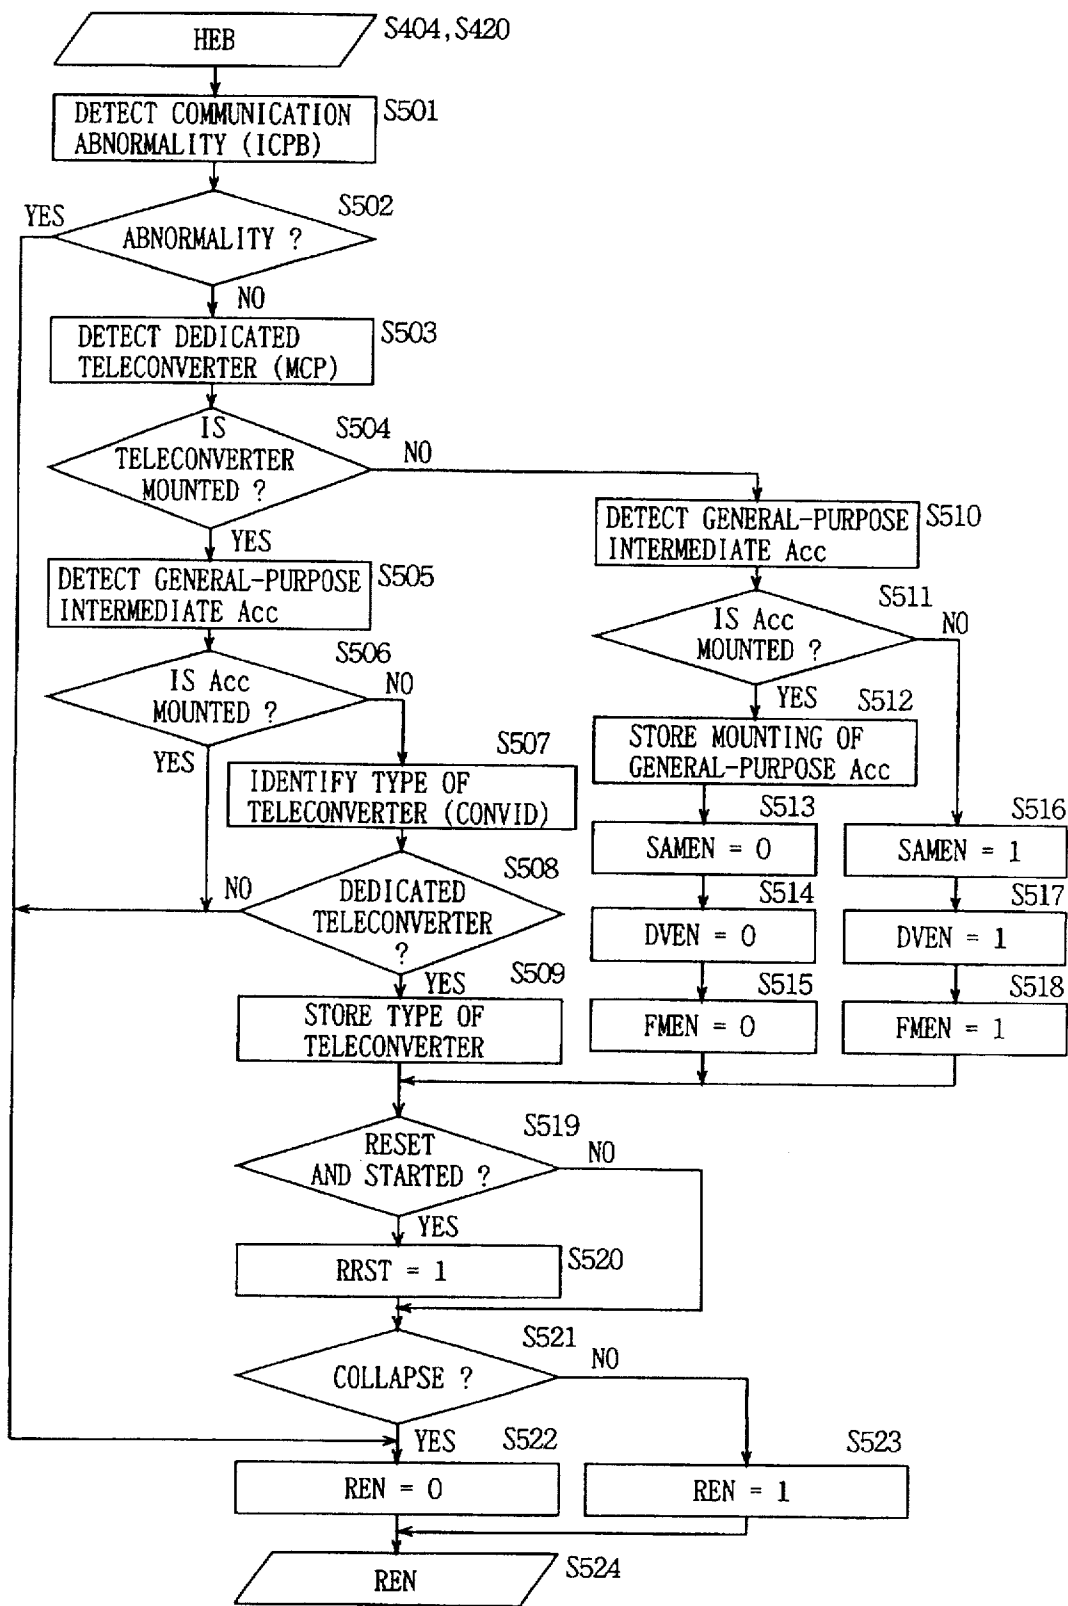 HEB
S404,S420
DETECT COMMUNICATION
ABNORMALITY (ICPB)
S501
S502
YES
ABNORMALITY ?
NO
DETECT DEDICATED
TELECONVERTER (MCP)
S503
IS
TELECONVERTER
MOUNTED ?
S504
NO
YES
DETECT GENERAL-PURPOSE
INTERMEDIATE Acc
S505
S506
IS Acc
MOUNTED ?
NO
YES
S507
IDENTIFY TYPE OF
TELECONVERTER (CONVID)
S508
NO
DEDICATED
TELECONVERTER
?
YES
S509
STORE TYPE OF
TELECONVERTER
DETECT GENERAL-PURPOSE
INTERMEDIATE Acc
S510
S511
IS Acc
MOUNTED ?
NO
YES
S512
STORE MOUNTING OF
GENERAL-PURPOSE Acc
S513
SAMEN = 0
S514
DVEN = 0
S515
FMEN = 0
S516
SAMEN = 1
S517
DVEN = 1
S518
FMEN = 1
S519
RESET
AND STARTED ?
NO
YES
RRST = 1
S520
S521
COLLAPSE ?
NO
YES
S522
REN = 0
S523
REN = 1
REN
S524